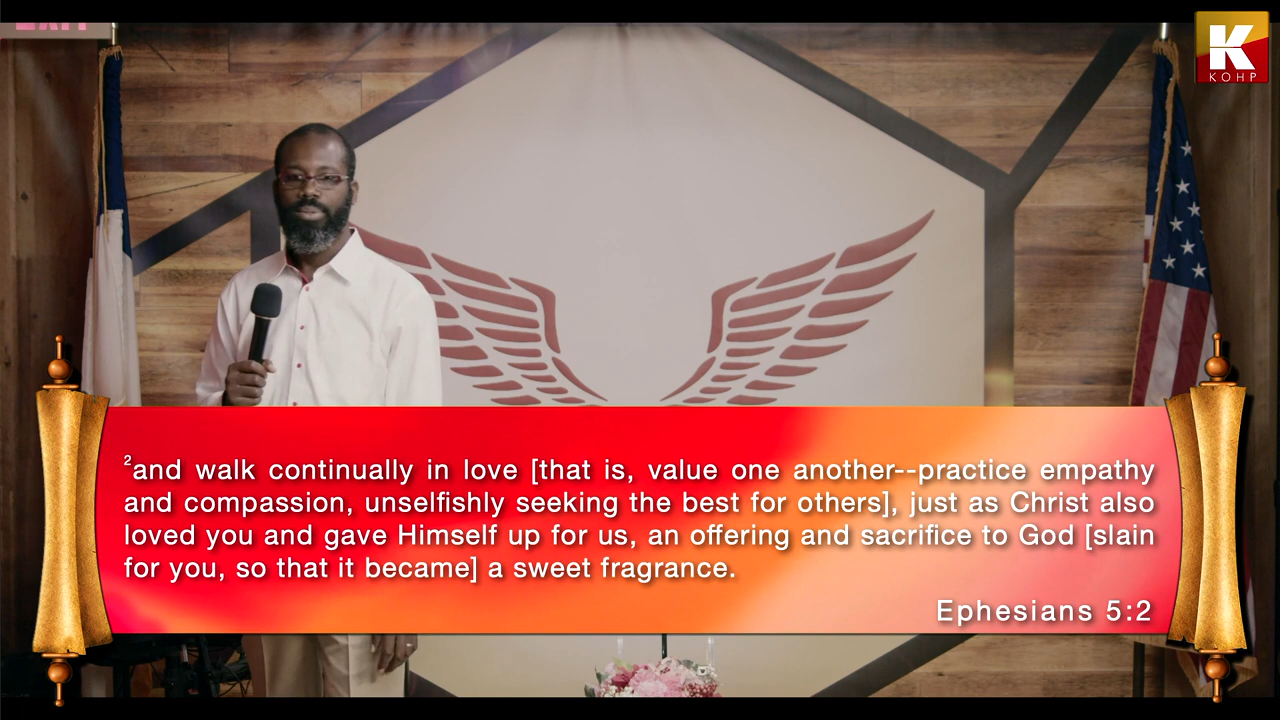 EXIT
K
KOHP
²and walk continually in love [that is, value one another--practice empathy
and compassion, unselfishly seeking the best for others], just as Christ also
loved you and gave Himself up for us, an offering and sacrifice to God [slain
for you, so that it became] a sweet fragrance.
Ephesians 5:2